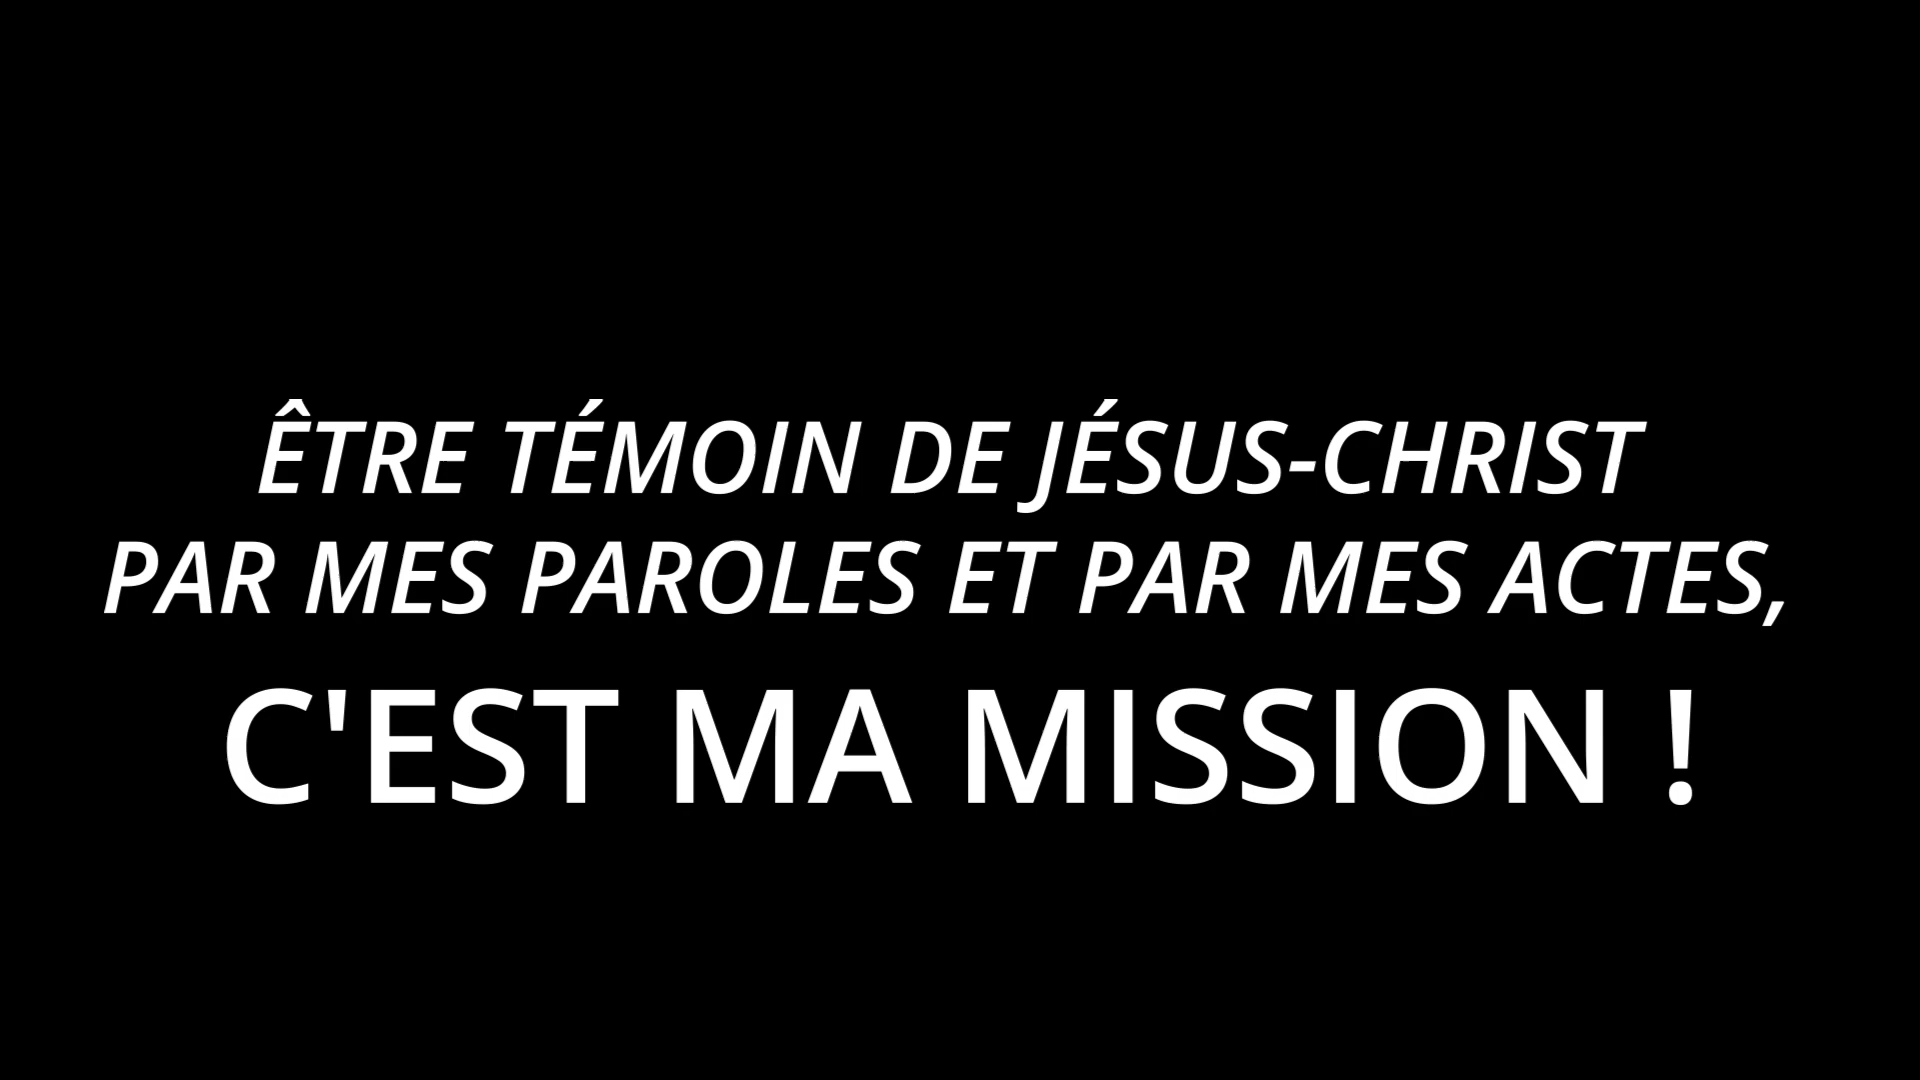 ÊTRE TÉMOIN DE JÉSUS-CHRIST
PAR MES PAROLES ET PAR MES ACTES,
C'EST MA MISSION !